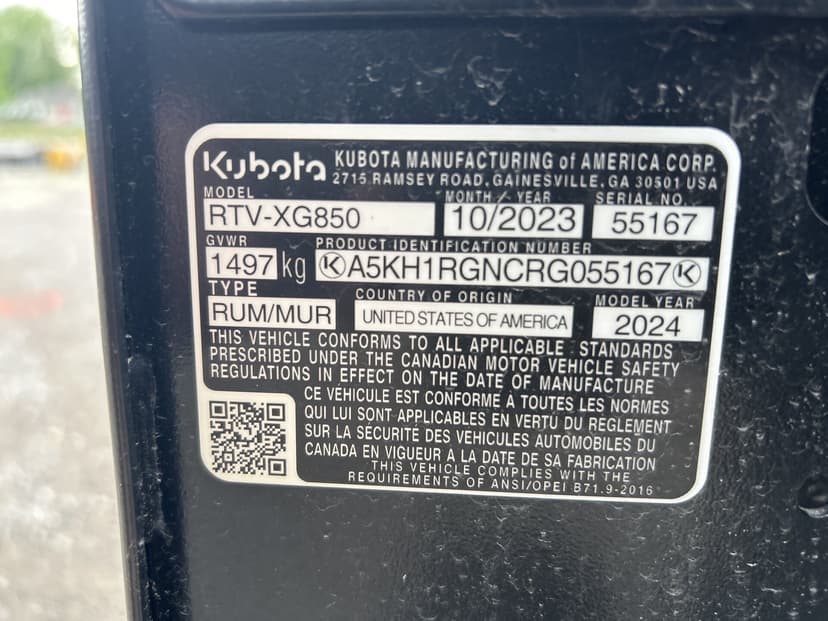 Kubota KUBOTA MANUFACTURING of AMERICA CORP.
2715 RAMSEY ROAD, GAINESVILLE, GA 30501 USA
MODEL MONTH / YEAR SERIAL NO.
RTV-XG850 10/2023 55167
GVWR PRODUCT IDENTIFICATION NUMBER
1497 kg K A5KH1RGNCRG055167 K
TYPE COUNTRY OF ORIGIN MODEL YEAR
RUM/MUR UNITED STATES OF AMERICA 2024
THIS VEHICLE CONFORMS TO ALL APPLICABLE STANDARDS
PRESCRIBED UNDER THE CANADIAN MOTOR VEHICLE SAFETY
REGULATIONS IN EFFECT ON THE DATE OF MANUFACTURE
CE VÉHICULE EST CONFORME À TOUTES LES NORMES
QUI LUI SONT APPLICABLES EN VERTU DU REGLEMENT
SUR LA SÉCURITÉ DES VEHICULES AUTOMOBILES DU
CANADA EN VIGUEUR A LA DATE DE SA FABRICATION
THIS VEHICLE COMPLIES WITH THE
REQUIREMENTS OF ANSI/OPEI B71.9-2016